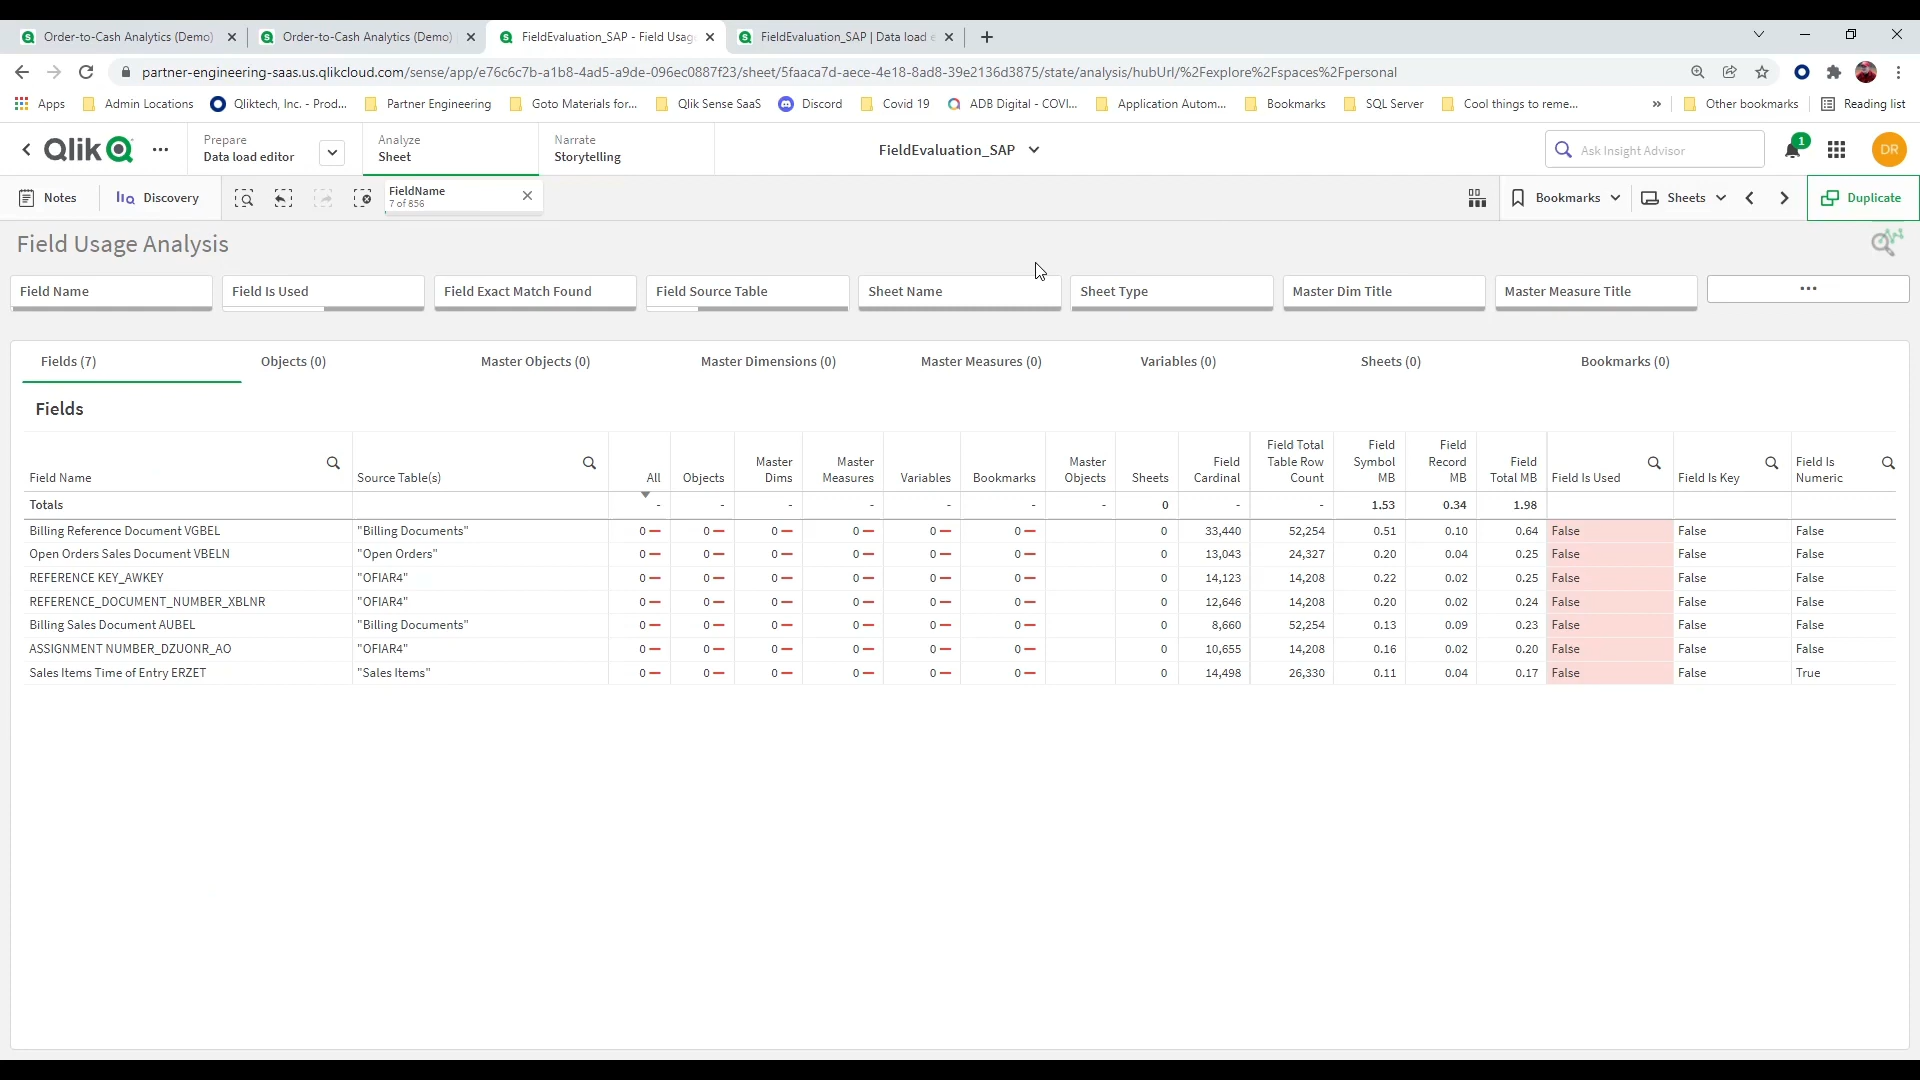 Order-to-Cash Analytics (Demo)
Order-to-Cash Analytics (Demo)
FieldEvaluation_SAP - Field Usag
FieldEvaluation_SAP | Data load e
partner-engineering-saas.us.qlikcloud.com/sense/app/e76c6c7b-a1b8-4ad5-a9de-096ec0887f23/sheet/5faaca7d-aece-4e18-8ad8-39e2136d3875/state/analysis/hubUrl/%2Fexplore%2Fspaces%2Fpersonal
Apps Admin Locations Qliktech, Inc. - Prod... Partner Engineering Goto Materials for... Qlik Sense SaaS Discord Covid 19 ADB Digital - COVI... Application Autom... Bookmarks SQL Server Cool things to reme... » Other bookmarks Reading list
Qlik
Prepare
Data load editor
Analyze
Sheet
Narrate
Storytelling
FieldEvaluation_SAP
Ask Insight Advisor
1
DR
Notes Discovery
FieldName
7 of 856
Bookmarks Sheets Duplicate
Field Usage Analysis
Field Name Field Is Used Field Exact Match Found Field Source Table Sheet Name Sheet Type Master Dim Title Master Measure Title ...
Fields (7) Objects (0) Master Objects (0) Master Dimensions (0) Master Measures (0) Variables (0) Sheets (0) Bookmarks (0)
Fields
Field Name Source Table(s) All Objects Master Dims Master Measures Variables Bookmarks Master Objects Sheets Field Cardinal Field Total Table Row Count Field Symbol MB Field Record MB Field Total MB Field Is Used Field Is Key Field Is Numeric
Totals - - - - - - - 0 - - 1.53 0.34 1.98
Billing Reference Document VGBEL "Billing Documents" 0 0 0 0 0 0 0 33,440 52,254 0.51 0.10 0.64 False False False
Open Orders Sales Document VBELN "Open Orders" 0 0 0 0 0 0 0 13,043 24,327 0.20 0.04 0.25 False False False
REFERENCE KEY_AWKEY "OFIAR4" 0 0 0 0 0 0 0 14,123 14,208 0.22 0.02 0.25 False False False
REFERENCE_DOCUMENT_NUMBER_XBLNR "OFIAR4" 0 0 0 0 0 0 0 12,646 14,208 0.20 0.02 0.24 False False False
Billing Sales Document AUBEL "Billing Documents" 0 0 0 0 0 0 0 8,660 52,254 0.13 0.09 0.23 False False False
ASSIGNMENT NUMBER_DZUONR_AO "OFIAR4" 0 0 0 0 0 0 0 10,655 14,208 0.16 0.02 0.20 False False False
Sales Items Time of Entry ERZET "Sales Items" 0 0 0 0 0 0 0 14,498 26,330 0.11 0.04 0.17 False False True